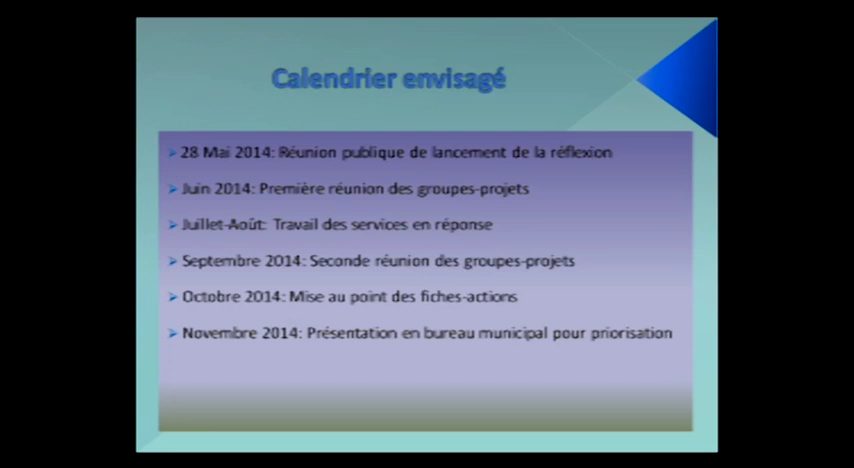 Calendrier envisagé
28 Mai 2014: Réunion publique de lancement de la réflexion
Juin 2014: Première réunion des groupes-projets
Juillet-Août: Travail des services en réponse
Septembre 2014: Seconde réunion des groupes-projets
Octobre 2014: Mise au point des fiches-actions
Novembre 2014: Présentation en bureau municipal pour priorisation